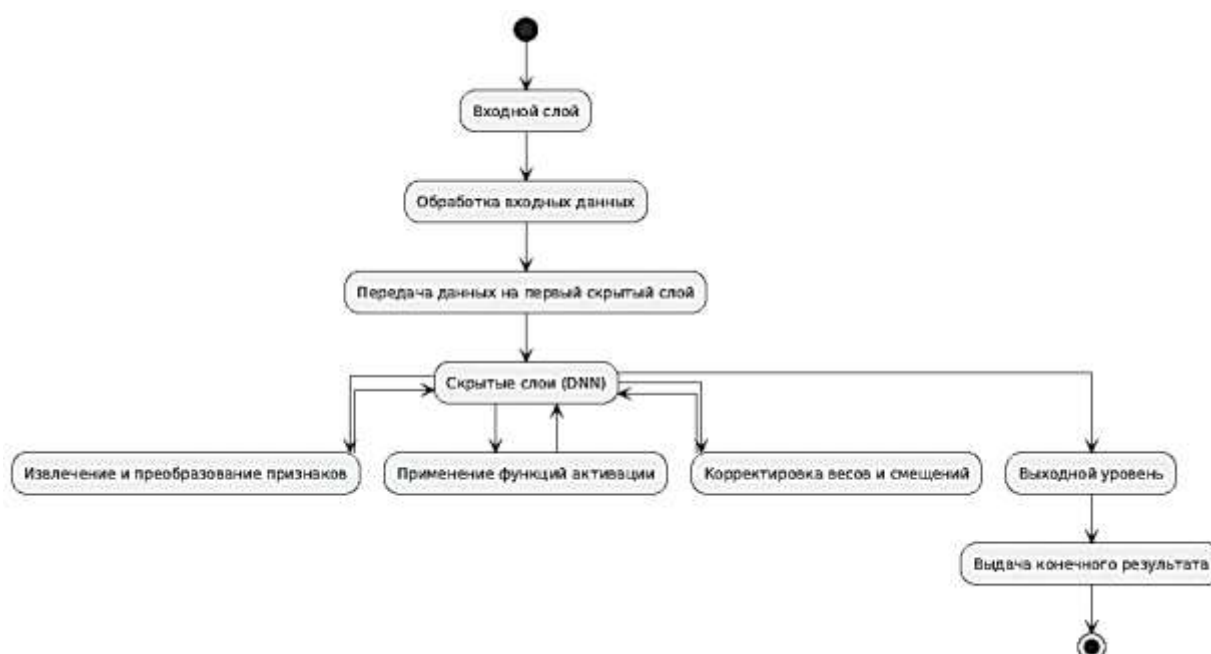 Входной слой
Обработка входных данных
Передача данных на первый скрытый слой
Скрытые слои (DNN)
Извлечение и преобразование признаков
Применение функций активации
Корректировка весов и смещений
Выходной уровень
Выдача конечного результата